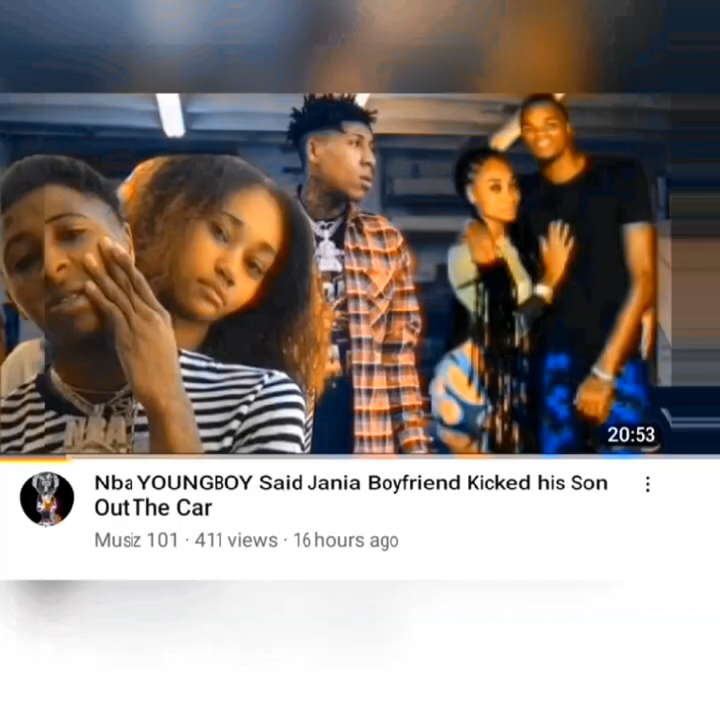 20:53
Nba YOUNGBOY Said Jania Boyfriend Kicked his Son
Out The Car
Musiz 101 · 411 views · 16 hours ago